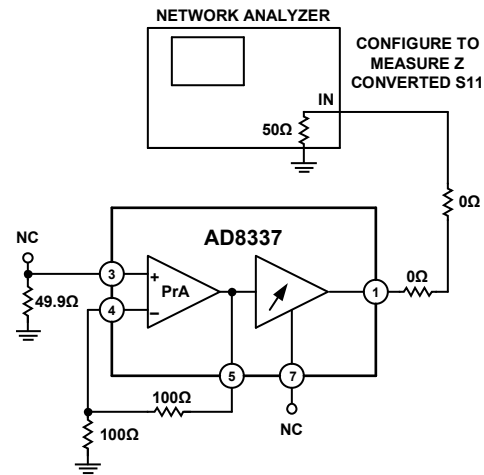 NETWORK ANALYZER
CONFIGURE TO
MEASURE Z
CONVERTED S11
IN
50Ω
0Ω
NC
AD8337
0Ω
3
+
PrA
1
49.9Ω
4
–
5
7
100Ω
100Ω
NC